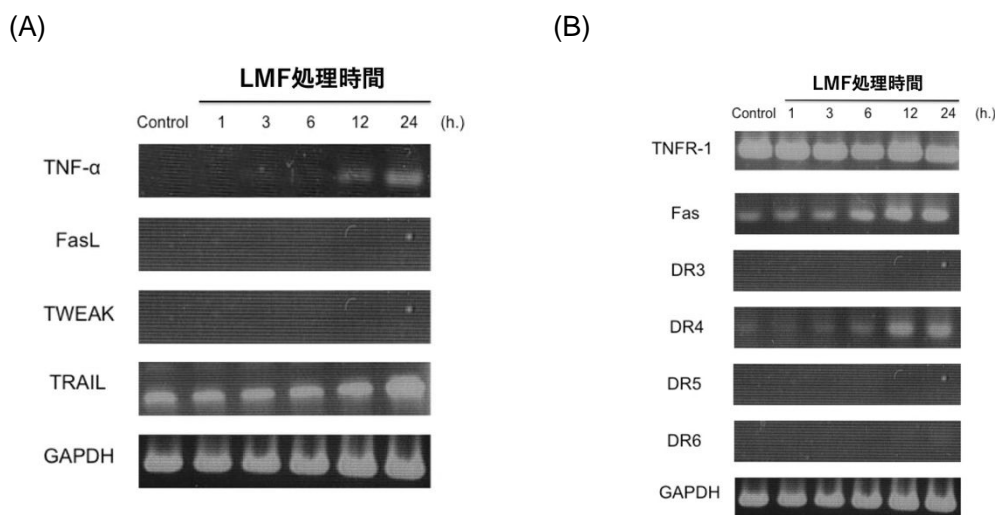 (A)
LMF処理時間
Control 1 3 6 12 24 (h.)
TNF-α
FasL
TWEAK
TRAIL
GAPDH
(B)
LMF処理時間
Control 1 3 6 12 24 (h.)
TNFR-1
Fas
DR3
DR4
DR5
DR6
GAPDH